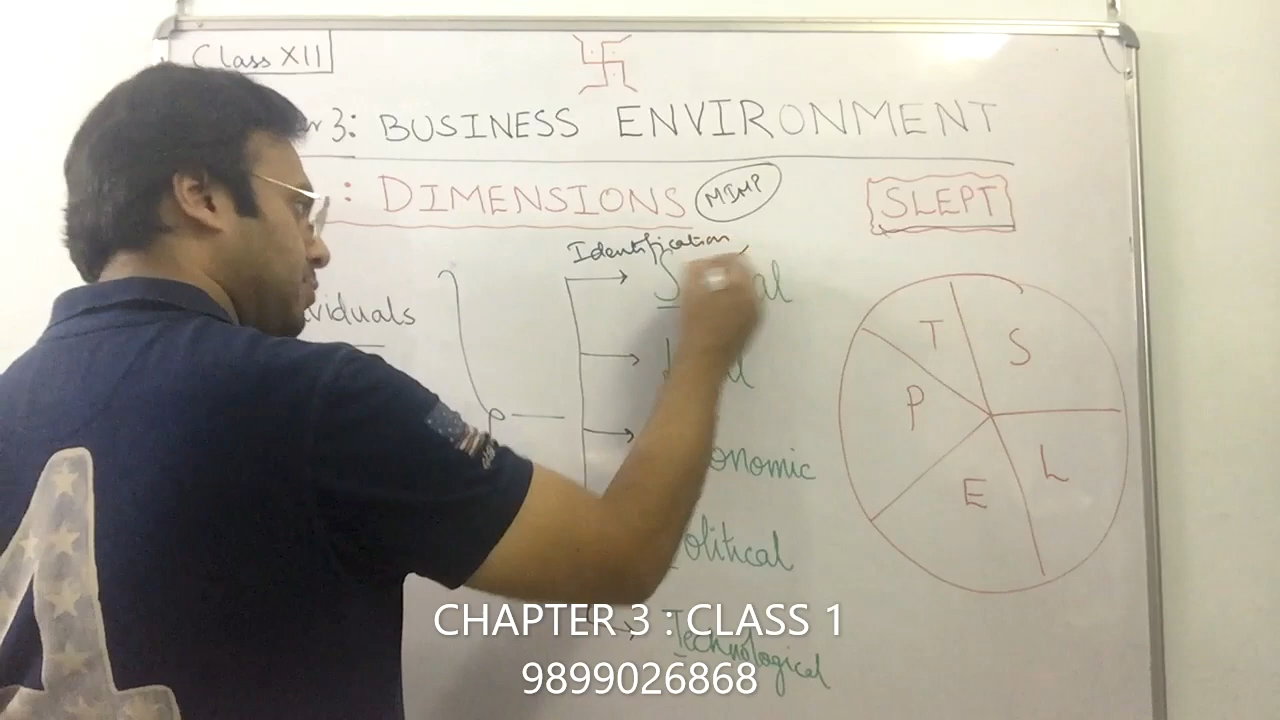 Class XII
3: BUSINESS ENVIRONMENT
: DIMENSIONS MIMP
SLEPT
Identification
S al
viduals
onomic
olitical
Technological
T
S
P
L
E
CHAPTER 3 : CLASS 1
9899026868